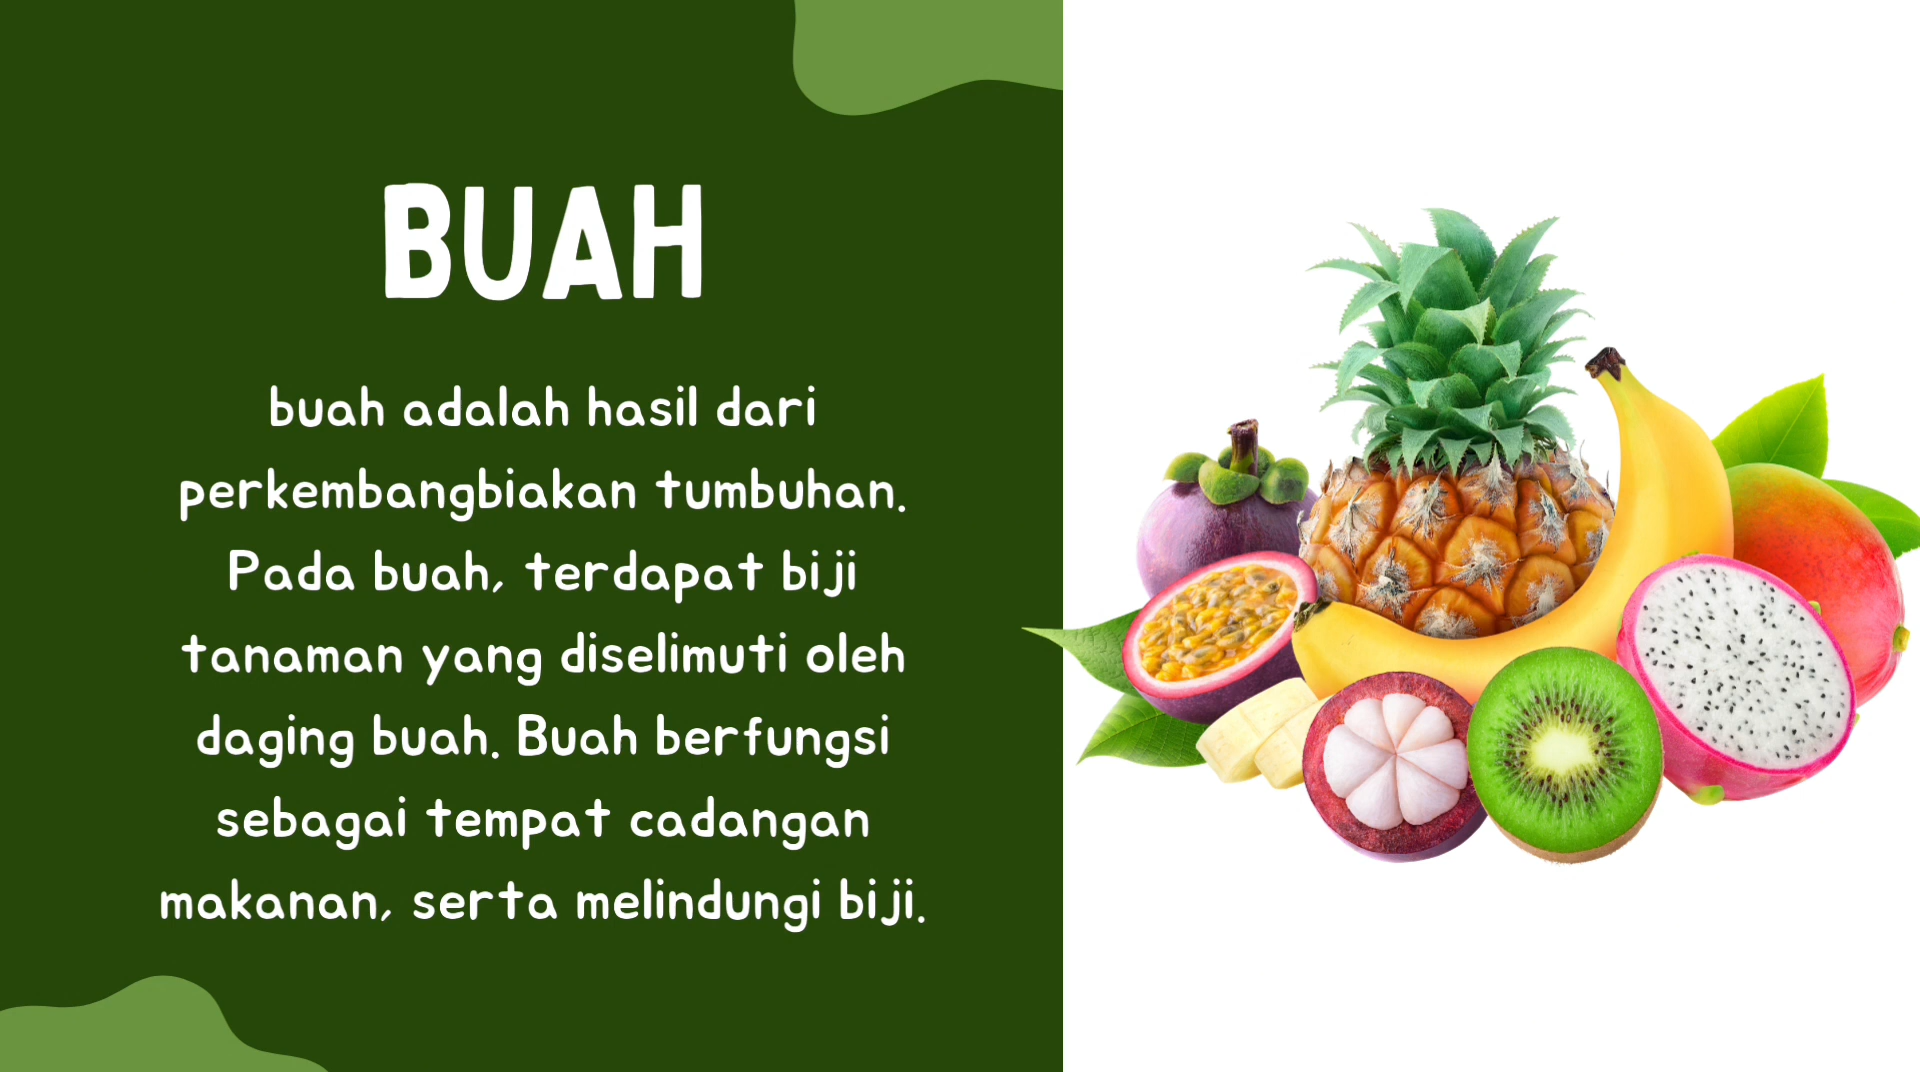 BUAH
buah adalah hasil dari
perkembangbiakan tumbuhan.
Pada buah, terdapat biji
tanaman yang diselimuti oleh
daging buah. Buah berfungsi
sebagai tempat cadangan
makanan, serta melindungi biji.